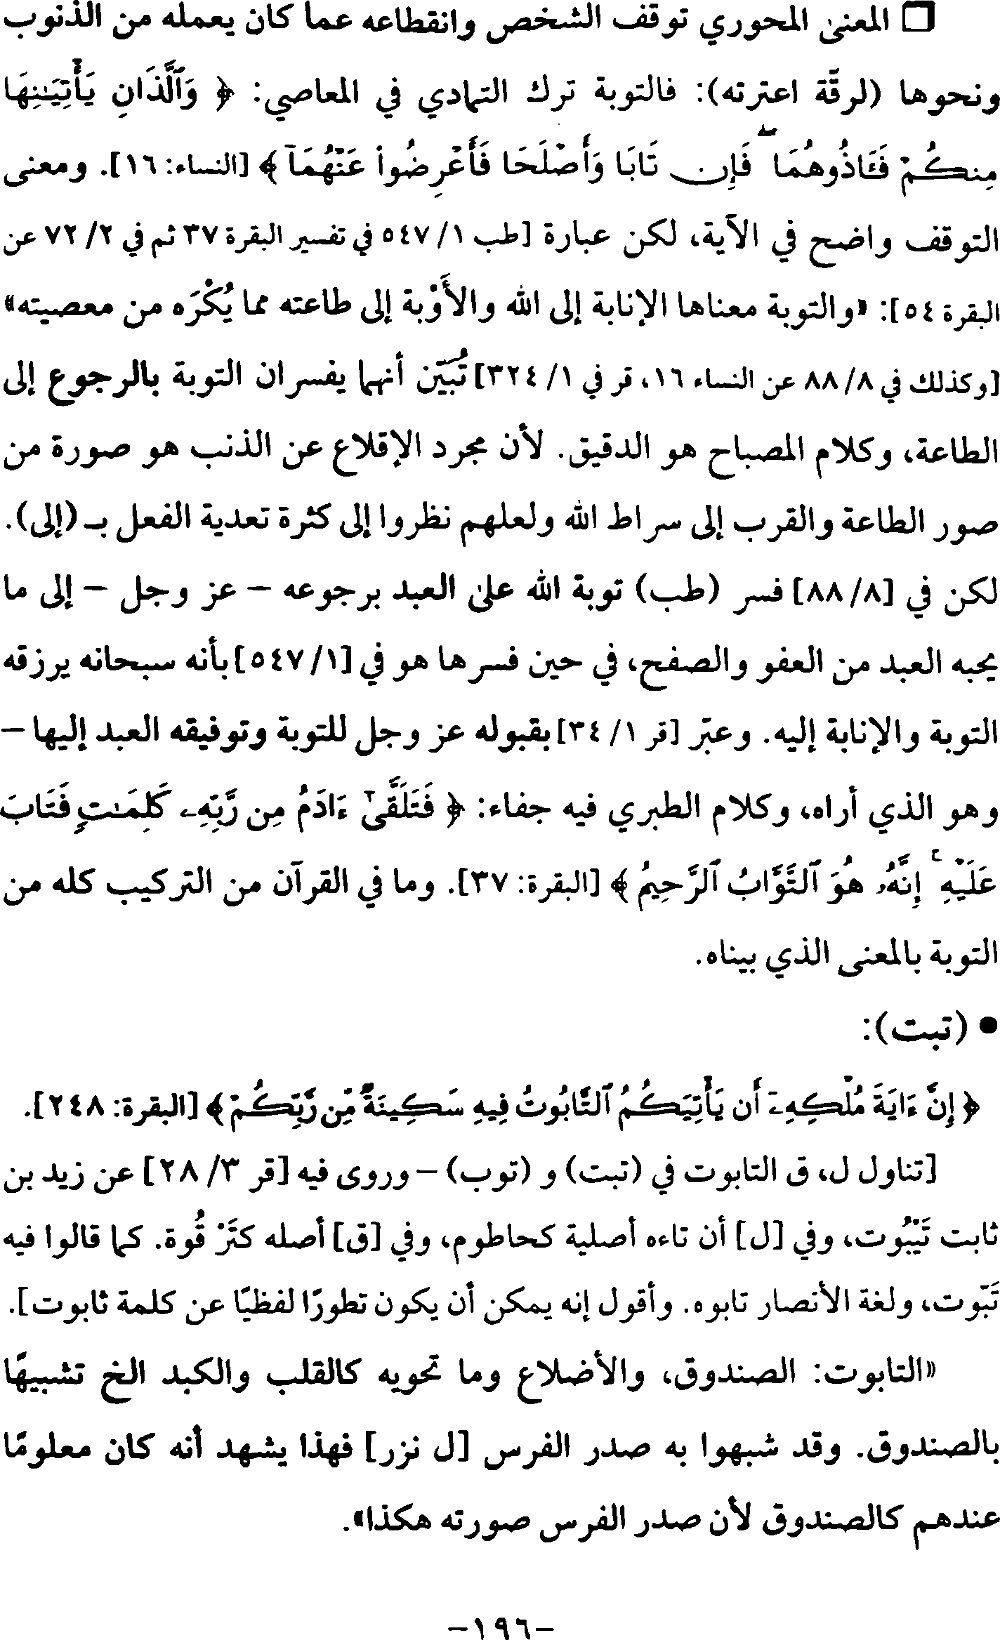 ❐ المعنى المحوري توقف الشخص وانقطاعه عما كان يعمله من الذنوب
ونحوها (لرقّة اعترته): فالتوبة ترك التمادي في المعاصي: ﴿ وَٱلَّذَانِ يَأْتِيَـٰنِهَا
مِنكُمْ فَـَٔاذُوهُمَا ۖ فَإِن تَابَا وَأَصْلَحَا فَأَعْرِضُوا۟ عَنْهُمَآ ﴾ [النساء: ١٦]. ومعنى
التوقف واضح في الآية، لكن عبارة [طب ١/ ٥٤٧ في تفسير البقرة ٣٧ ثم في ٢/ ٧٢ عن
البقرة ٥٤]: «والتوبة معناها الإنابة إلى الله والأَوْبة إلى طاعته مما يُكْرَه من معصيته»
[وكذلك في ٨/ ٨٨ عن النساء ١٦، قر في ١/ ٣٢٤] تُبَيّن أنهما يفسران التوبة بالرجوع إلى
الطاعة، وكلام المصباح هو الدقيق. لأن مجرد الإقلاع عن الذنب هو صورة من
صور الطاعة والقرب إلى سراط الله ولعلهم نظروا إلى كثرة تعدية الفعل بـ (إلى).
لكن في [٨/ ٨٨] فسر (طب) توبة الله على العبد برجوعه – عز وجل – إلى ما
يحبه العبد من العفو والصفح، في حين فسرها هو في [١/ ٥٤٧] بأنه سبحانه يرزقه
التوبة والإنابة إليه. وعبّر [قر ١/ ٣٤] بقبوله عز وجل للتوبة وتوفيقه العبد إليها –
وهو الذي أراه، وكلام الطبري فيه جفاء: ﴿ فَتَلَقَّىٰٓ ءَادَمُ مِن رَّبِّهِۦ كَلِمَـٰتٍ فَتَابَ
عَلَيْهِ ۚ إِنَّهُۥ هُوَ ٱلتَّوَّابُ ٱلرَّحِيمُ ﴾ [البقرة: ٣٧]. وما في القرآن من التركيب كله من
التوبة بالمعنى الذي بيناه.
• (تبت):
﴿ إِنَّ ءَايَةَ مُلْكِهِۦٓ أَن يَأْتِيَكُمُ ٱلتَّابُوتُ فِيهِ سَكِينَةٌ مِّن رَّبِّكُمْ ﴾ [البقرة: ٢٤٨].
[تناول ل، ق التابوت في (تبت) و (توب) – وروى فيه [قر ٣/ ٢٨] عن زيد بن
ثابت تَيْبُوت، وفي [ل] أن تاءه أصلية كحاطوم، وفي [ق] أصله كتَرْقُوة. كما قالوا فيه
تَبّوت، ولغة الأنصار تابوه. وأقول إنه يمكن أن يكون تطورًا لفظيًا عن كلمة ثابوت].
«التابوت: الصندوق، والأضلاع وما تحويه كالقلب والكبد الخ تشبيهًا
بالصندوق. وقد شبهوا به صدر الفرس [ل نزر] فهذا يشهد أنه كان معلومًا
عندهم كالصندوق لأن صدر الفرس صورته هكذا».
-١٩٦-